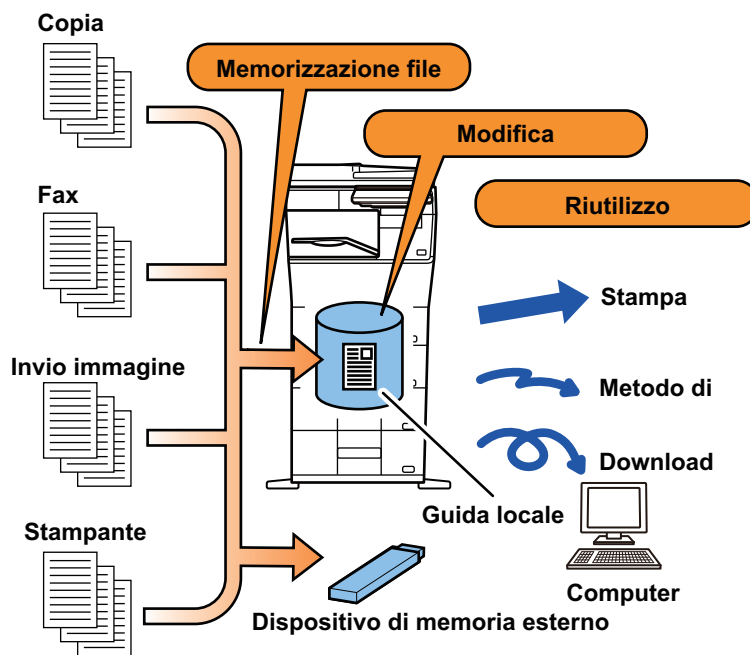 Copia
Memorizzazione file
Modifica
Fax
Riutilizzo
Stampa
Invio immagine
Metodo di
Download
Guida locale
Stampante
Computer
Dispositivo di memoria esterno